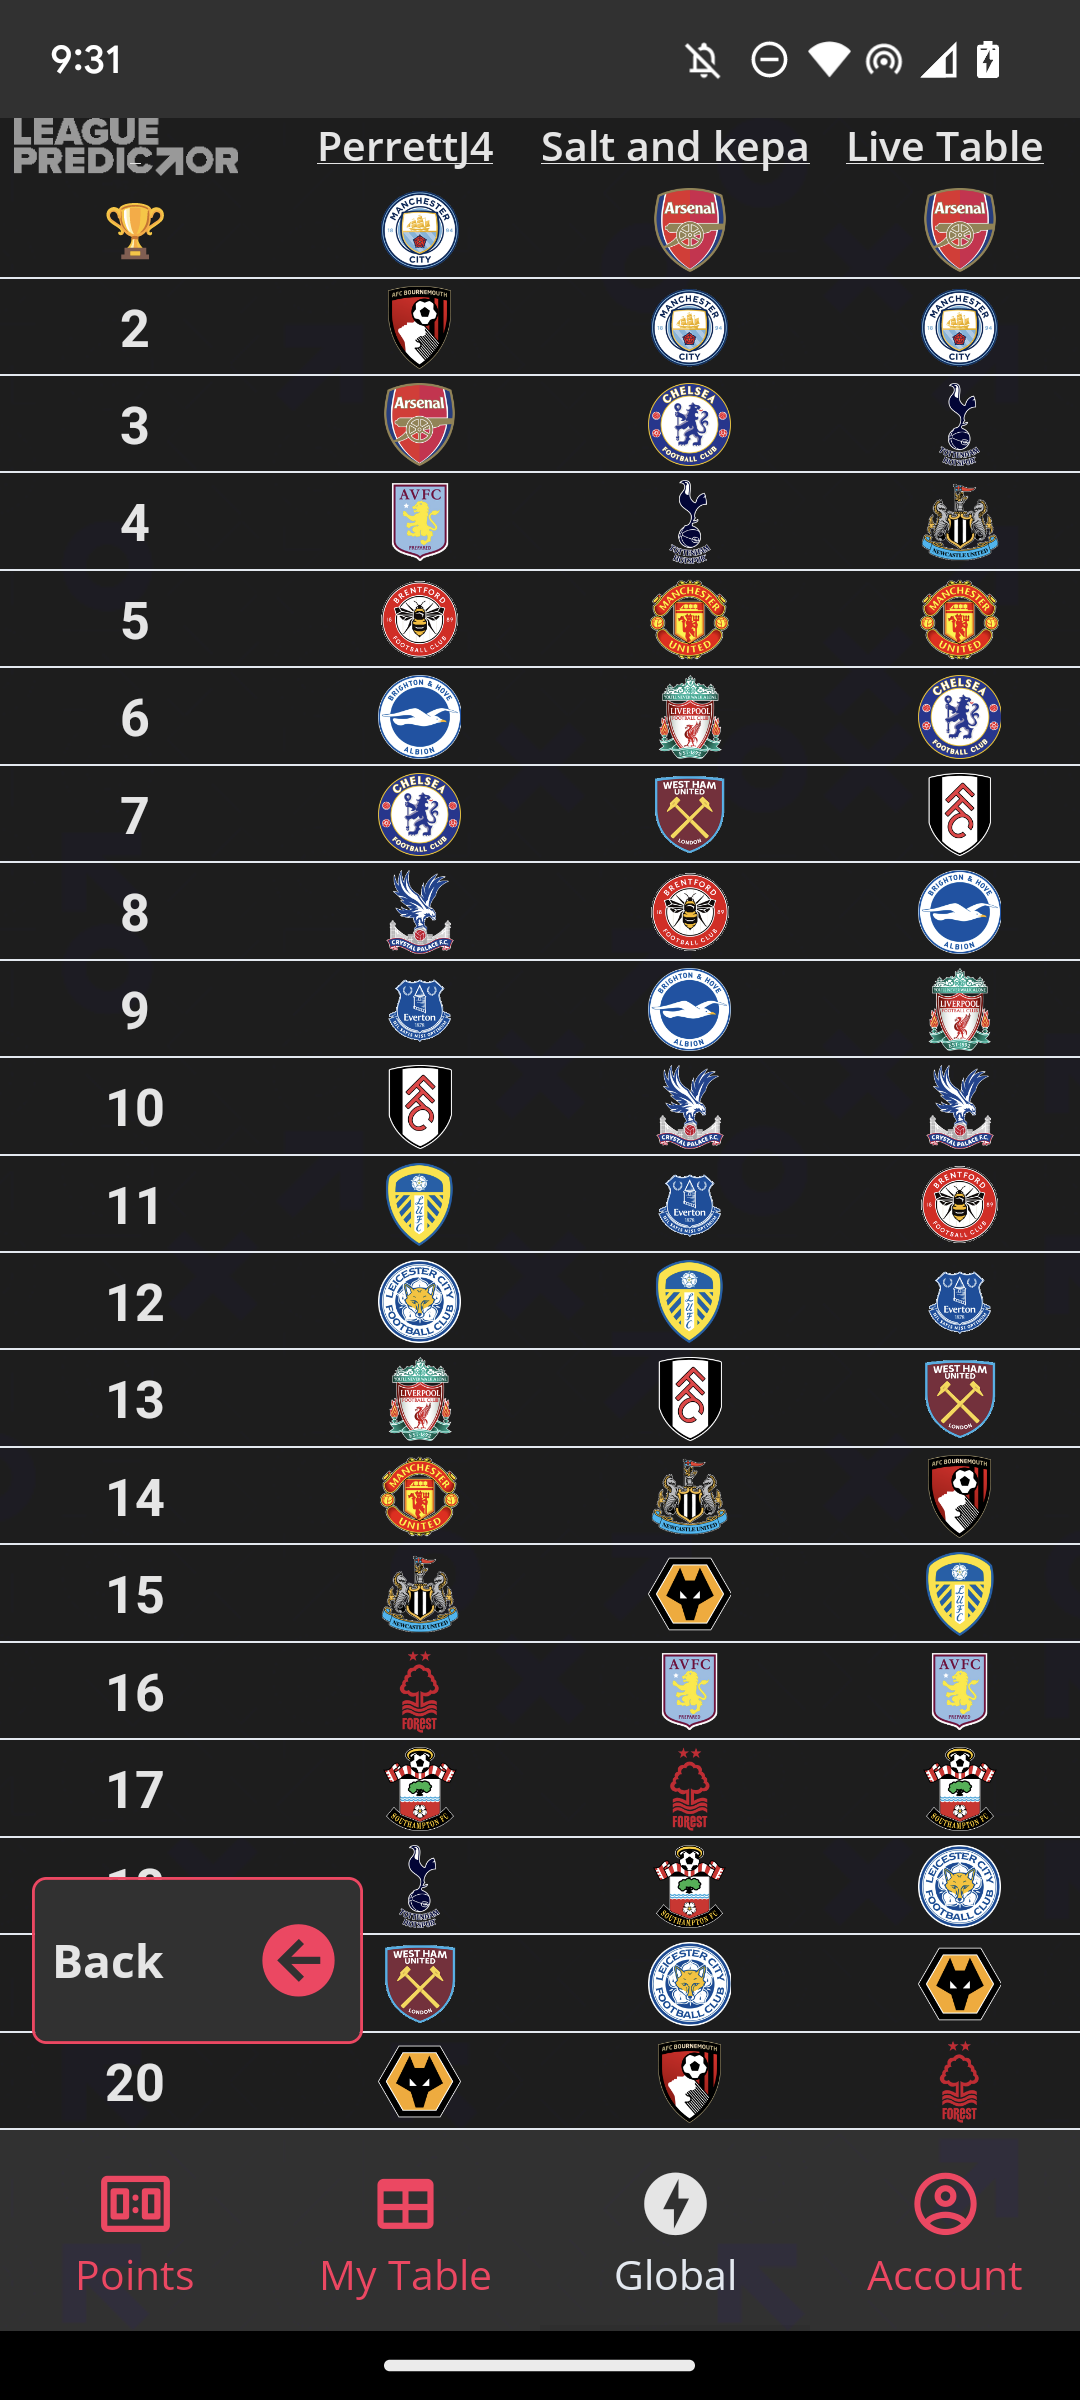 9:31
LEAGUE
PREDICTOR
PerrettJ4 Salt and kepa Live Table
MANCHESTER CITY Arsenal Arsenal
2 AFC BOURNEMOUTH MANCHESTER CITY MANCHESTER CITY
3 Arsenal CHELSEA FOOTBALL CLUB TOTTENHAM HOTSPUR
4 AVFC PREPARED TOTTENHAM HOTSPUR NEWCASTLE UNITED
5 BRENTFORD FOOTBALL CLUB MANCHESTER UNITED MANCHESTER UNITED
6 BRIGHTON & HOVE ALBION LIVERPOOL FOOTBALL CLUB CHELSEA FOOTBALL CLUB
7 CHELSEA FOOTBALL CLUB WEST HAM UNITED LONDON FFC
8 CRYSTAL PALACE F.C. BRENTFORD FOOTBALL CLUB BRIGHTON & HOVE ALBION
9 Everton 1878 BRIGHTON & HOVE ALBION LIVERPOOL FOOTBALL CLUB
10 FFC CRYSTAL PALACE F.C. CRYSTAL PALACE F.C.
11 LUFC Everton 1878 BRENTFORD FOOTBALL CLUB
12 LEICESTER CITY FOOTBALL CLUB LUFC Everton 1878
13 LIVERPOOL FOOTBALL CLUB FFC WEST HAM UNITED LONDON
14 MANCHESTER UNITED NEWCASTLE UNITED AFC BOURNEMOUTH
15 NEWCASTLE UNITED LUFC
16 FOREST AVFC PREPARED AVFC PREPARED
17 SOUTHAMPTON FC FOREST SOUTHAMPTON FC
TOTTENHAM HOTSPUR SOUTHAMPTON FC LEICESTER CITY FOOTBALL CLUB
Back WEST HAM UNITED LONDON LEICESTER CITY FOOTBALL CLUB
20 AFC BOURNEMOUTH FOREST
0:0
Points My Table Global Account